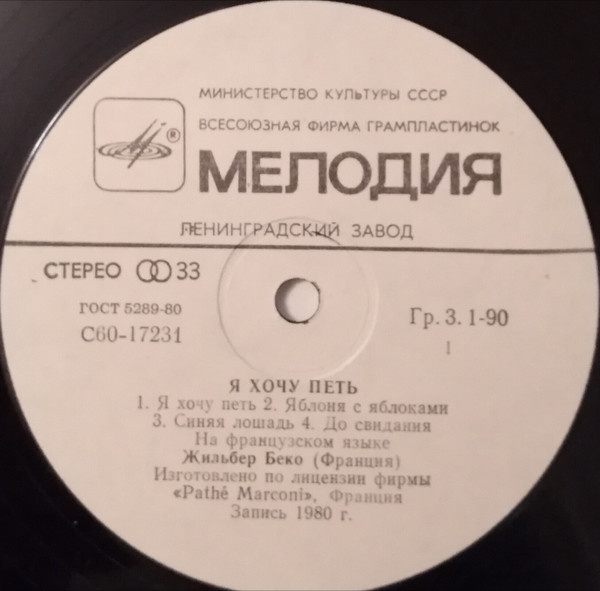 МИНИСТЕРСТВО КУЛЬТУРЫ СССР
ВСЕСОЮЗНАЯ ФИРМА ГРАМПЛАСТИНОК
®
МЕЛОДИЯ
ЛЕНИНГРАДСКИЙ ЗАВОД
СТЕРЕО 33
ГОСТ 5289-80
С60-17231
Гр. 3. 1-90
1
Я ХОЧУ ПЕТЬ
1. Я хочу петь 2. Яблоня с яблоками
3. Синяя лошадь 4. До свидания
На французском языке
Жильбер Беко (Франция)
Изготовлено по лицензии фирмы
«Pathé Marconi», Франция
Запись 1980 г.